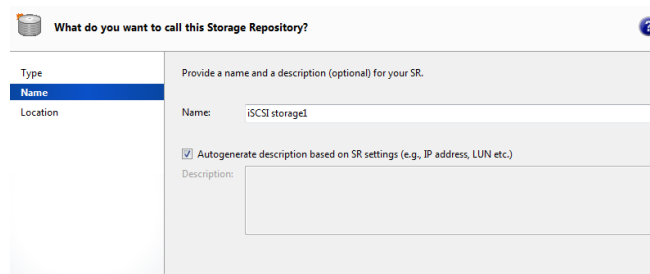 What do you want to call this Storage Repository?
Type
Provide a name and a description (optional) for your SR.
Name
Location
Name: iSCSI storage1
Autogenerate description based on SR settings (e.g., IP address, LUN etc.)
Description: